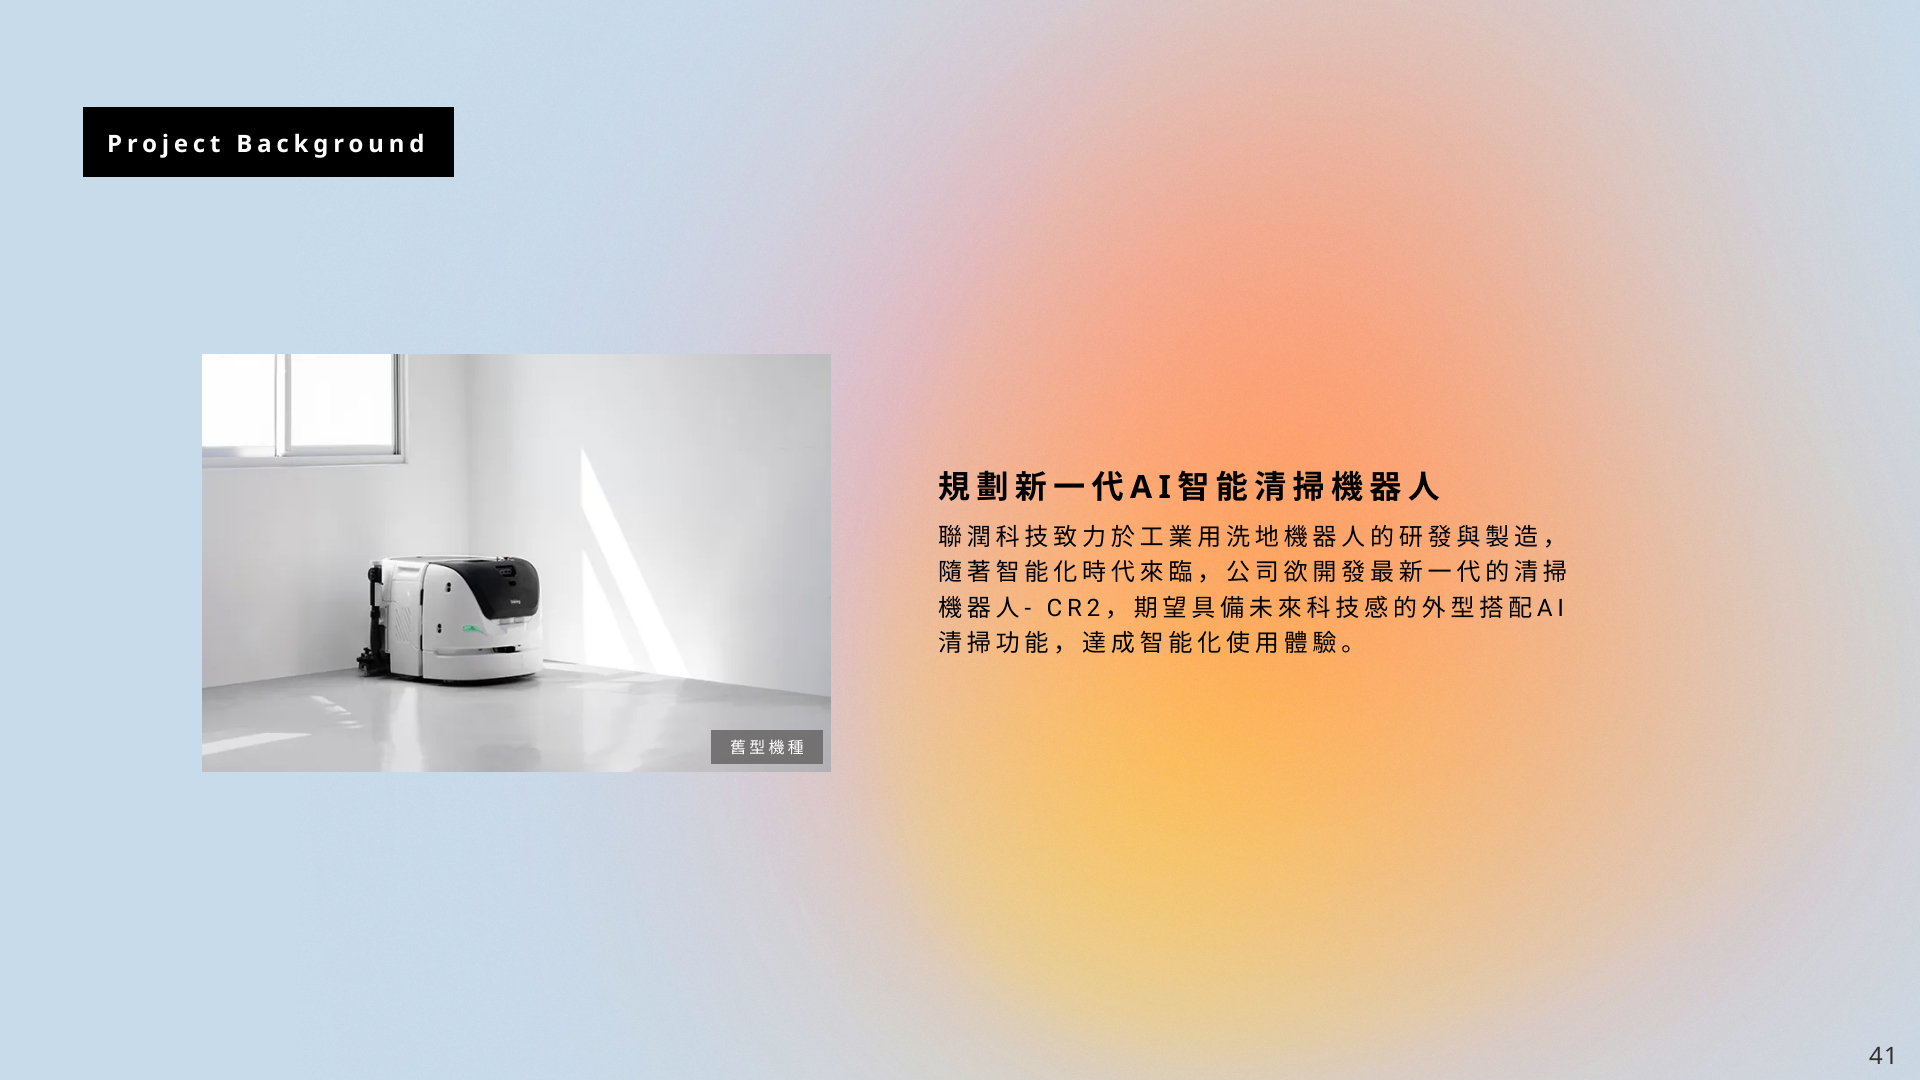 Project Background
規劃新一代AI智能清掃機器人
聯潤科技致力於工業用洗地機器人的研發與製造，
隨著智能化時代來臨，公司欲開發最新一代的清掃
機器人- CR2，期望具備未來科技感的外型搭配AI
清掃功能，達成智能化使用體驗。
舊型機種
41